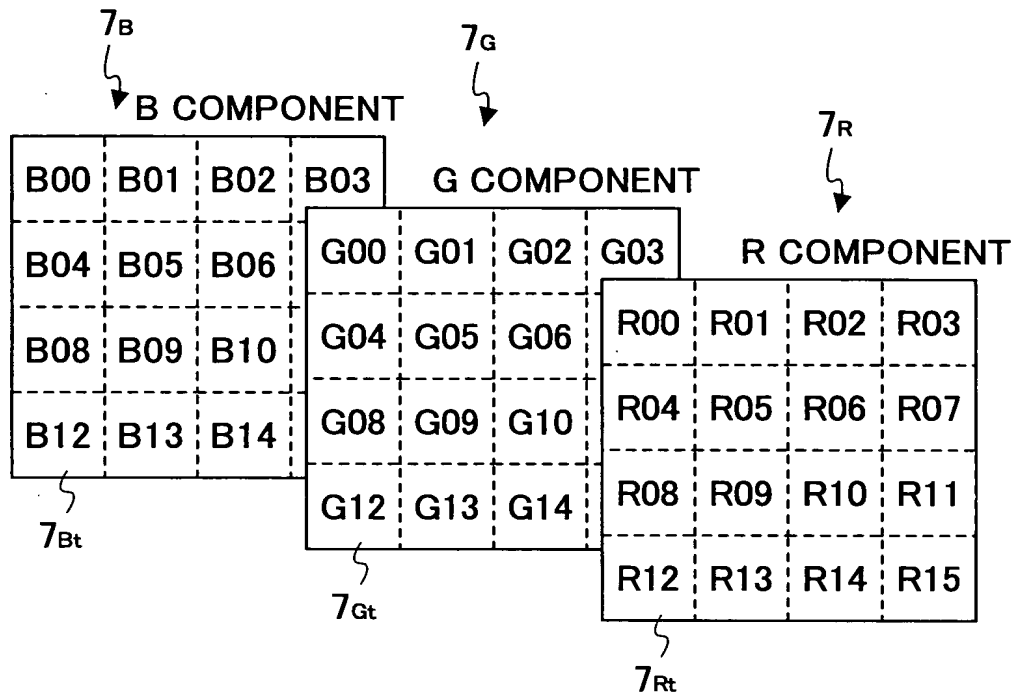 7B
B COMPONENT
B00 B01 B02 B03
B04 B05 B06
B08 B09 B10
B12 B13 B14
7Bt
7G
G COMPONENT
G00 G01 G02 G03
G04 G05 G06
G08 G09 G10
G12 G13 G14
7Gt
7R
R COMPONENT
R00 R01 R02 R03
R04 R05 R06 R07
R08 R09 R10 R11
R12 R13 R14 R15
7Rt